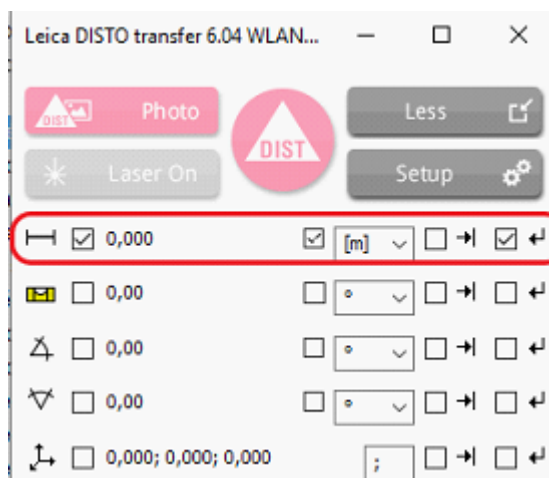 Leica DISTO transfer 6.04 WLAN...
DIST Photo
DIST
Less
Laser On
Setup
0,000 [m]
0,00 °
0,00 °
0,00 °
0,000; 0,000; 0,000 ;